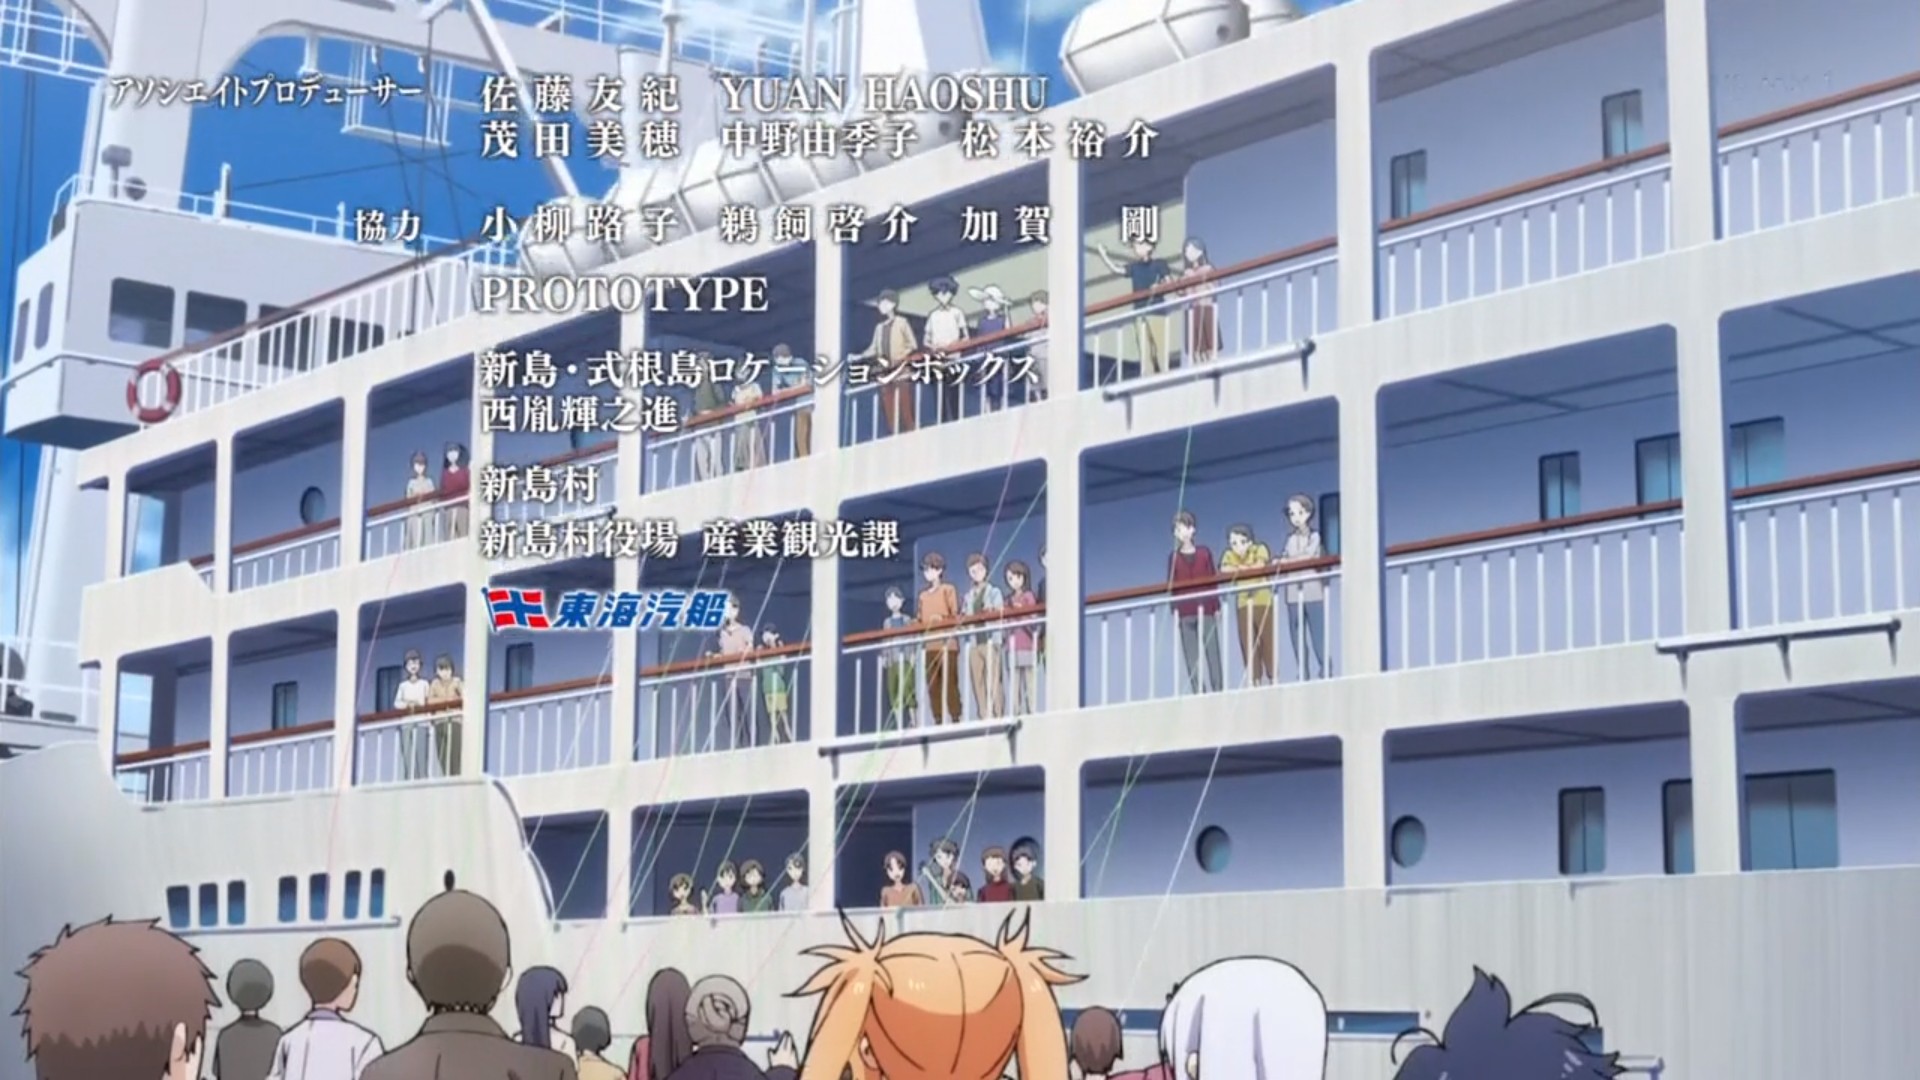 アソシエイトプロデューサー 佐藤友紀 YUAN HAOSHU
茂田美穂 中野由季子 松本裕介
協力 小柳路子 鵜飼啓介 加賀 剛
PROTOTYPE
新島・式根島ロケーションボックス
西胤輝之進
新島村
新島村役場 産業観光課
東海汽船